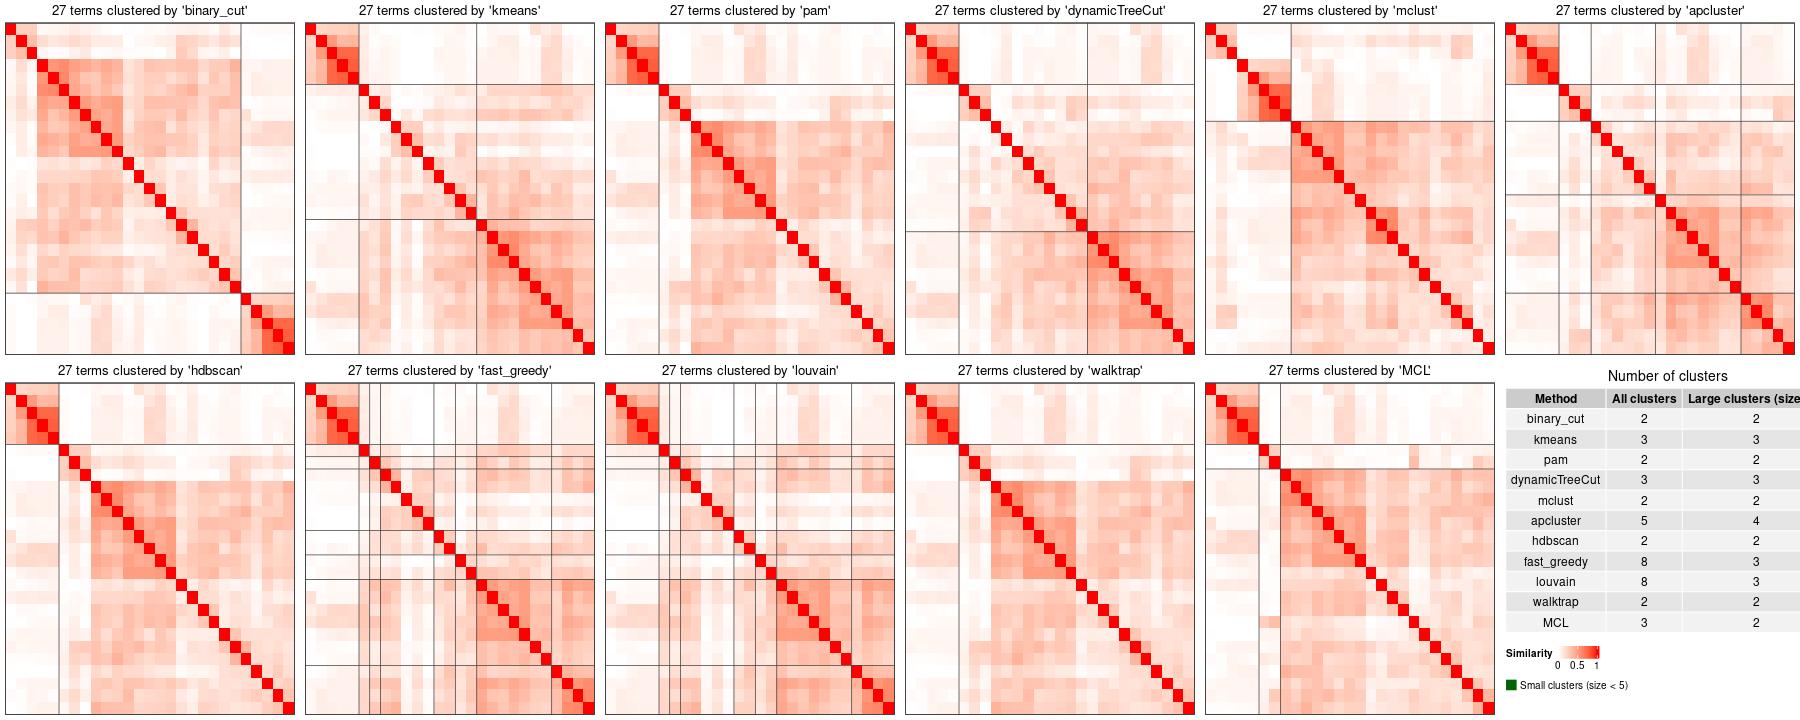 27 terms clustered by 'binary_cut'
27 terms clustered by 'kmeans'
27 terms clustered by 'pam'
27 terms clustered by 'dynamicTreeCut'
27 terms clustered by 'mclust'
27 terms clustered by 'apcluster'
27 terms clustered by 'hdbscan'
27 terms clustered by 'fast_greedy'
27 terms clustered by 'louvain'
27 terms clustered by 'walktrap'
27 terms clustered by 'MCL'
Number of clusters
Method All clusters Large clusters (size
binary_cut 2 2
kmeans 3 3
pam 2 2
dynamicTreeCut 3 3
mclust 2 2
apcluster 5 4
hdbscan 2 2
fast_greedy 8 3
louvain 8 3
walktrap 2 2
MCL 3 2
Similarity
0 0.5 1
Small clusters (size < 5)